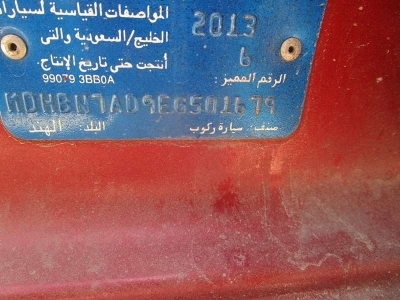 المواصفات القياسية لسيارات 2013
الخليج/السعودية والتي
أنتجت حتى تاريخ الإنتاج: 6
99079 3BB0A الرقم المميز:
MDHBN7AD9EG501679
صنف: سيارة ركوب البلد: الهند